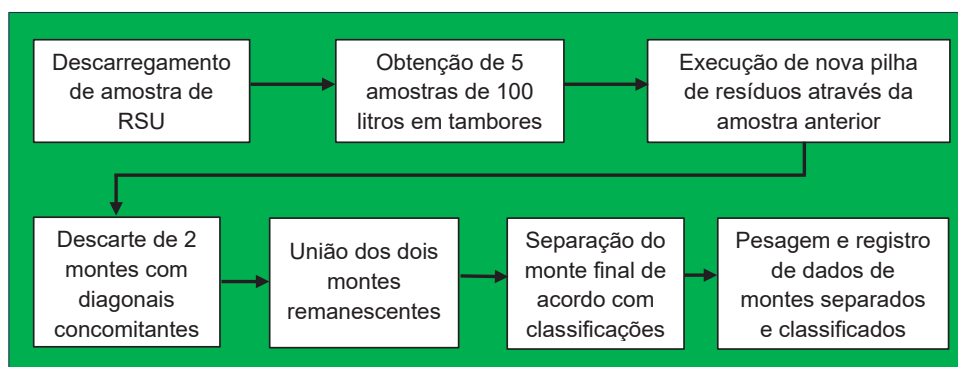 Descarregamento
de amostra de
RSU
Obtenção de 5
amostras de 100
litros em tambores
Execução de nova pilha
de resíduos através da
amostra anterior
Descarte de 2
montes com
diagonais
concomitantes
União dos dois
montes
remanescentes
Separação do
monte final de
acordo com
classificações
Pesagem e registro
de dados de
montes separados
e classificados